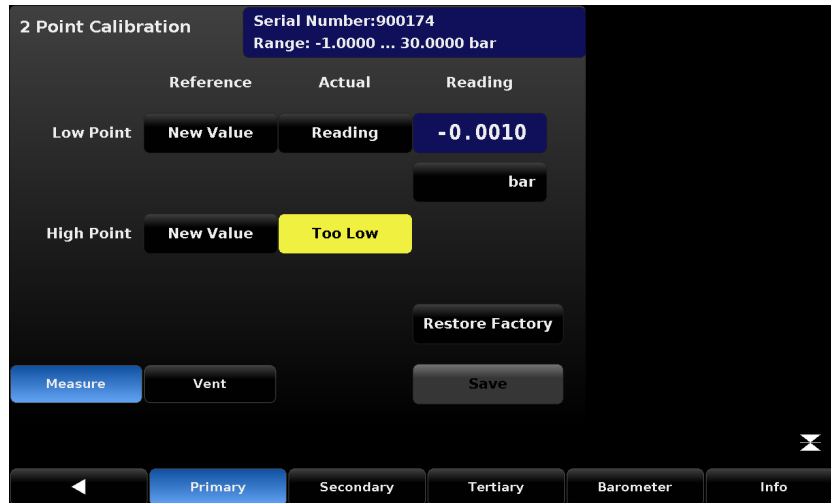 2 Point Calibration
Serial Number:900174
Range: -1.0000 ... 30.0000 bar
Reference Actual Reading
Low Point New Value Reading -0.0010
bar
High Point New Value Too Low
Restore Factory
Measure Vent Save
Primary Secondary Tertiary Barometer Info